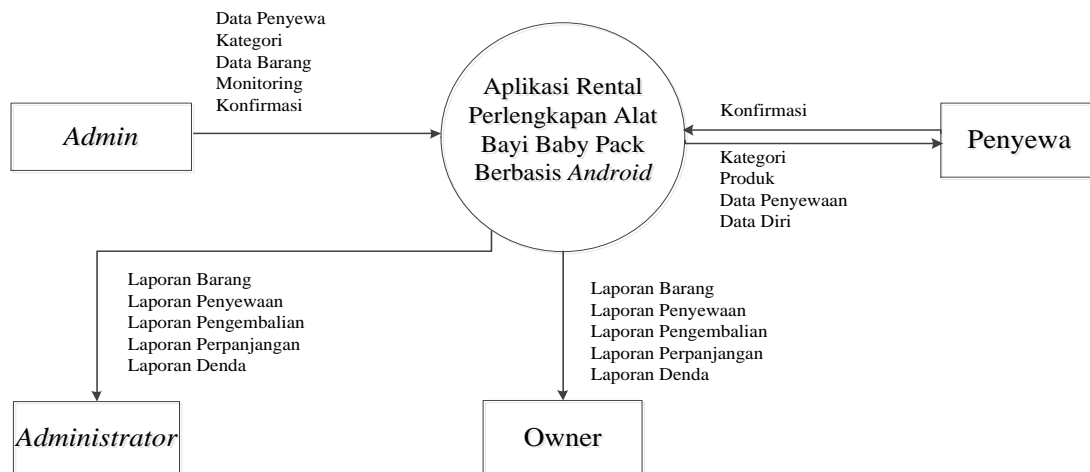 Data Penyewa
Kategori
Data Barang
Monitoring
Konfirmasi
Admin
Aplikasi Rental
Perlengkapan Alat
Bayi Baby Pack
Berbasis Android
Konfirmasi
Penyewa
Kategori
Produk
Data Penyewaan
Data Diri
Laporan Barang
Laporan Penyewaan
Laporan Pengembalian
Laporan Perpanjangan
Laporan Denda
Laporan Barang
Laporan Penyewaan
Laporan Pengembalian
Laporan Perpanjangan
Laporan Denda
Administrator
Owner